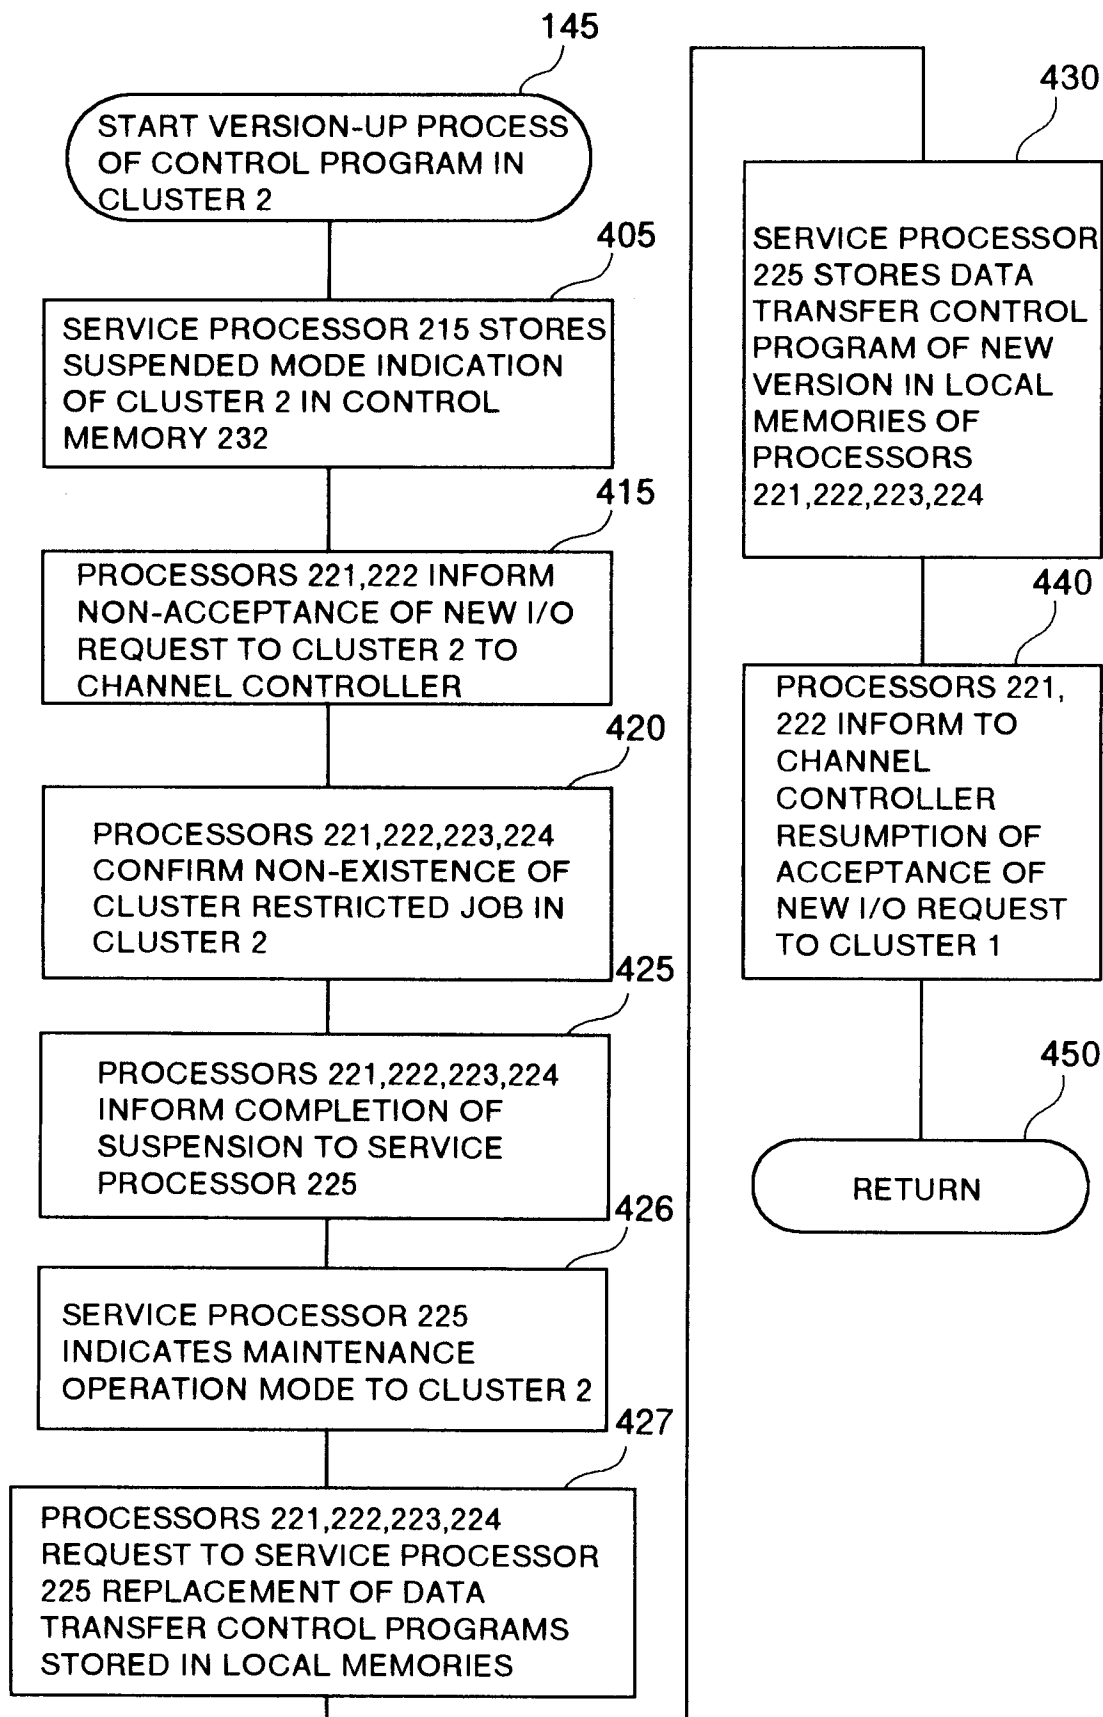 145
START VERSION-UP PROCESS
OF CONTROL PROGRAM IN
CLUSTER 2
405
SERVICE PROCESSOR 215 STORES
SUSPENDED MODE INDICATION
OF CLUSTER 2 IN CONTROL
MEMORY 232
415
PROCESSORS 221,222 INFORM
NON-ACCEPTANCE OF NEW I/O
REQUEST TO CLUSTER 2 TO
CHANNEL CONTROLLER
420
PROCESSORS 221,222,223,224
CONFIRM NON-EXISTENCE OF
CLUSTER RESTRICTED JOB IN
CLUSTER 2
425
PROCESSORS 221,222,223,224
INFORM COMPLETION OF
SUSPENSION TO SERVICE
PROCESSOR 225
426
SERVICE PROCESSOR 225
INDICATES MAINTENANCE
OPERATION MODE TO CLUSTER 2
427
PROCESSORS 221,222,223,224
REQUEST TO SERVICE PROCESSOR
225 REPLACEMENT OF DATA
TRANSFER CONTROL PROGRAMS
STORED IN LOCAL MEMORIES
430
SERVICE PROCESSOR
225 STORES DATA
TRANSFER CONTROL
PROGRAM OF NEW
VERSION IN LOCAL
MEMORIES OF
PROCESSORS
221,222,223,224
440
PROCESSORS 221,
222 INFORM TO
CHANNEL
CONTROLLER
RESUMPTION OF
ACCEPTANCE OF
NEW I/O REQUEST
TO CLUSTER 1
450
RETURN